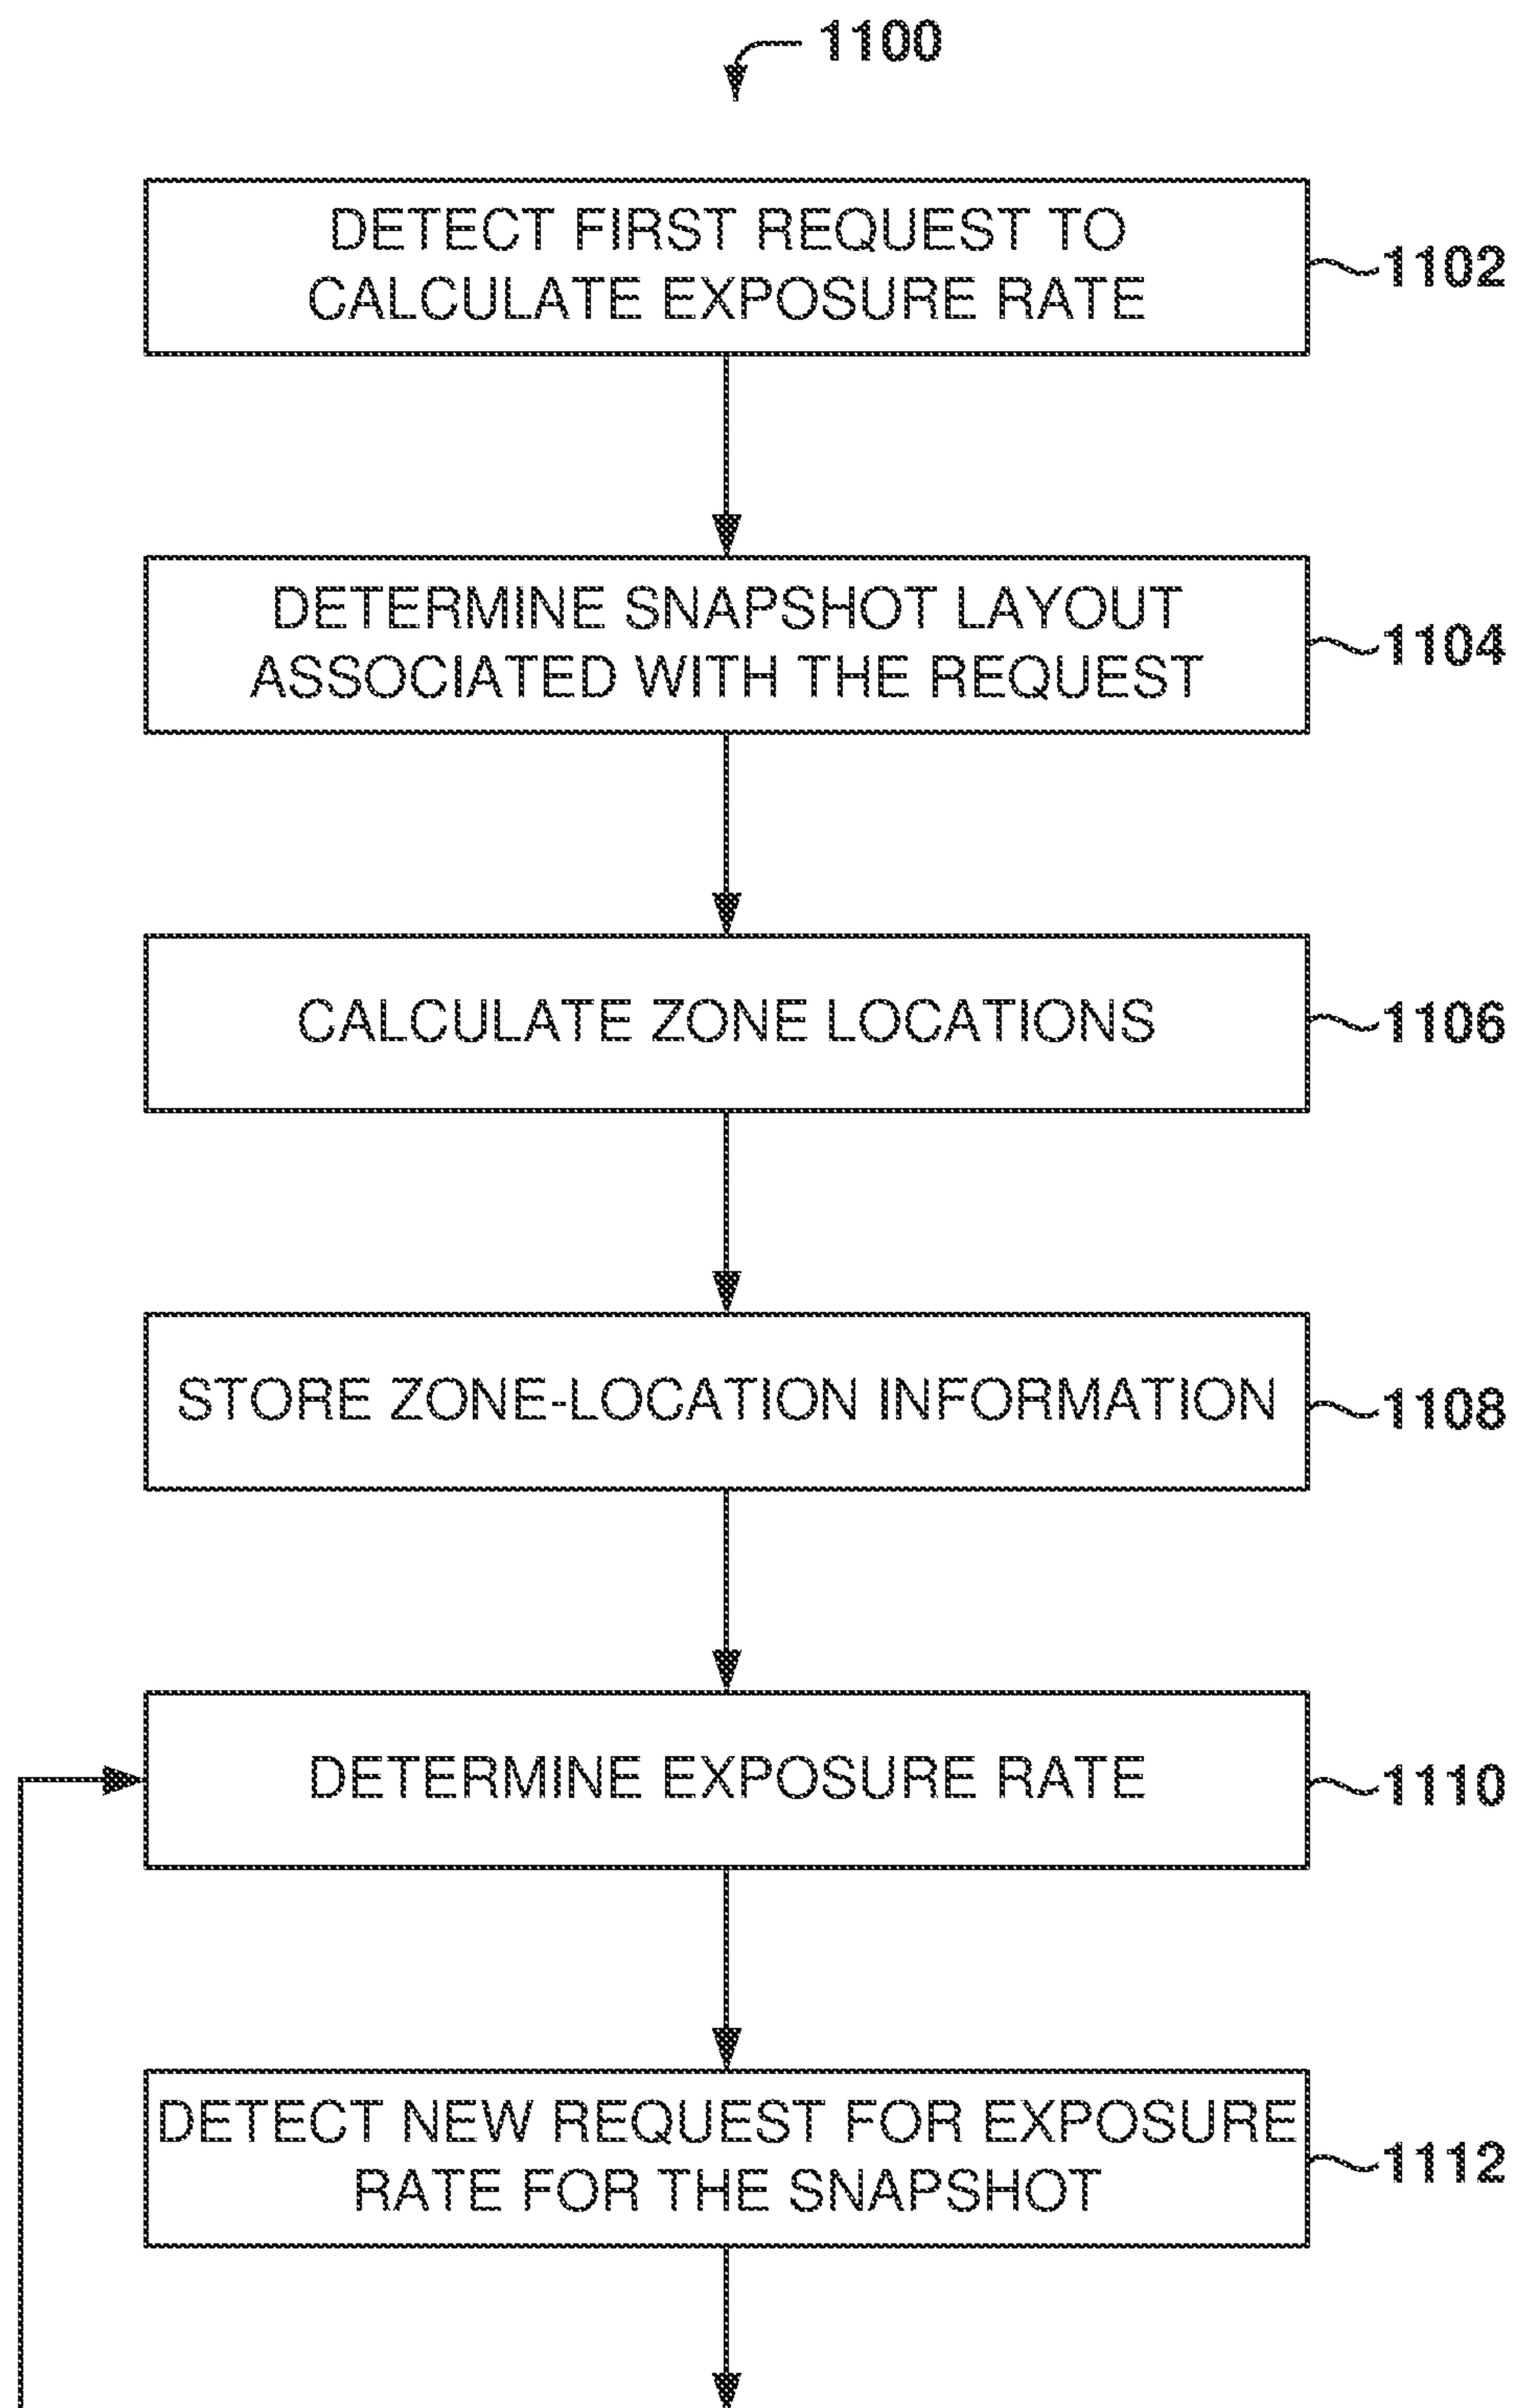 1100
DETECT FIRST REQUEST TO
CALCULATE EXPOSURE RATE
1102
DETERMINE SNAPSHOT LAYOUT
ASSOCIATED WITH THE REQUEST
1104
CALCULATE ZONE LOCATIONS
1106
STORE ZONE-LOCATION INFORMATION
1108
DETERMINE EXPOSURE RATE
1110
DETECT NEW REQUEST FOR EXPOSURE
RATE FOR THE SNAPSHOT
1112